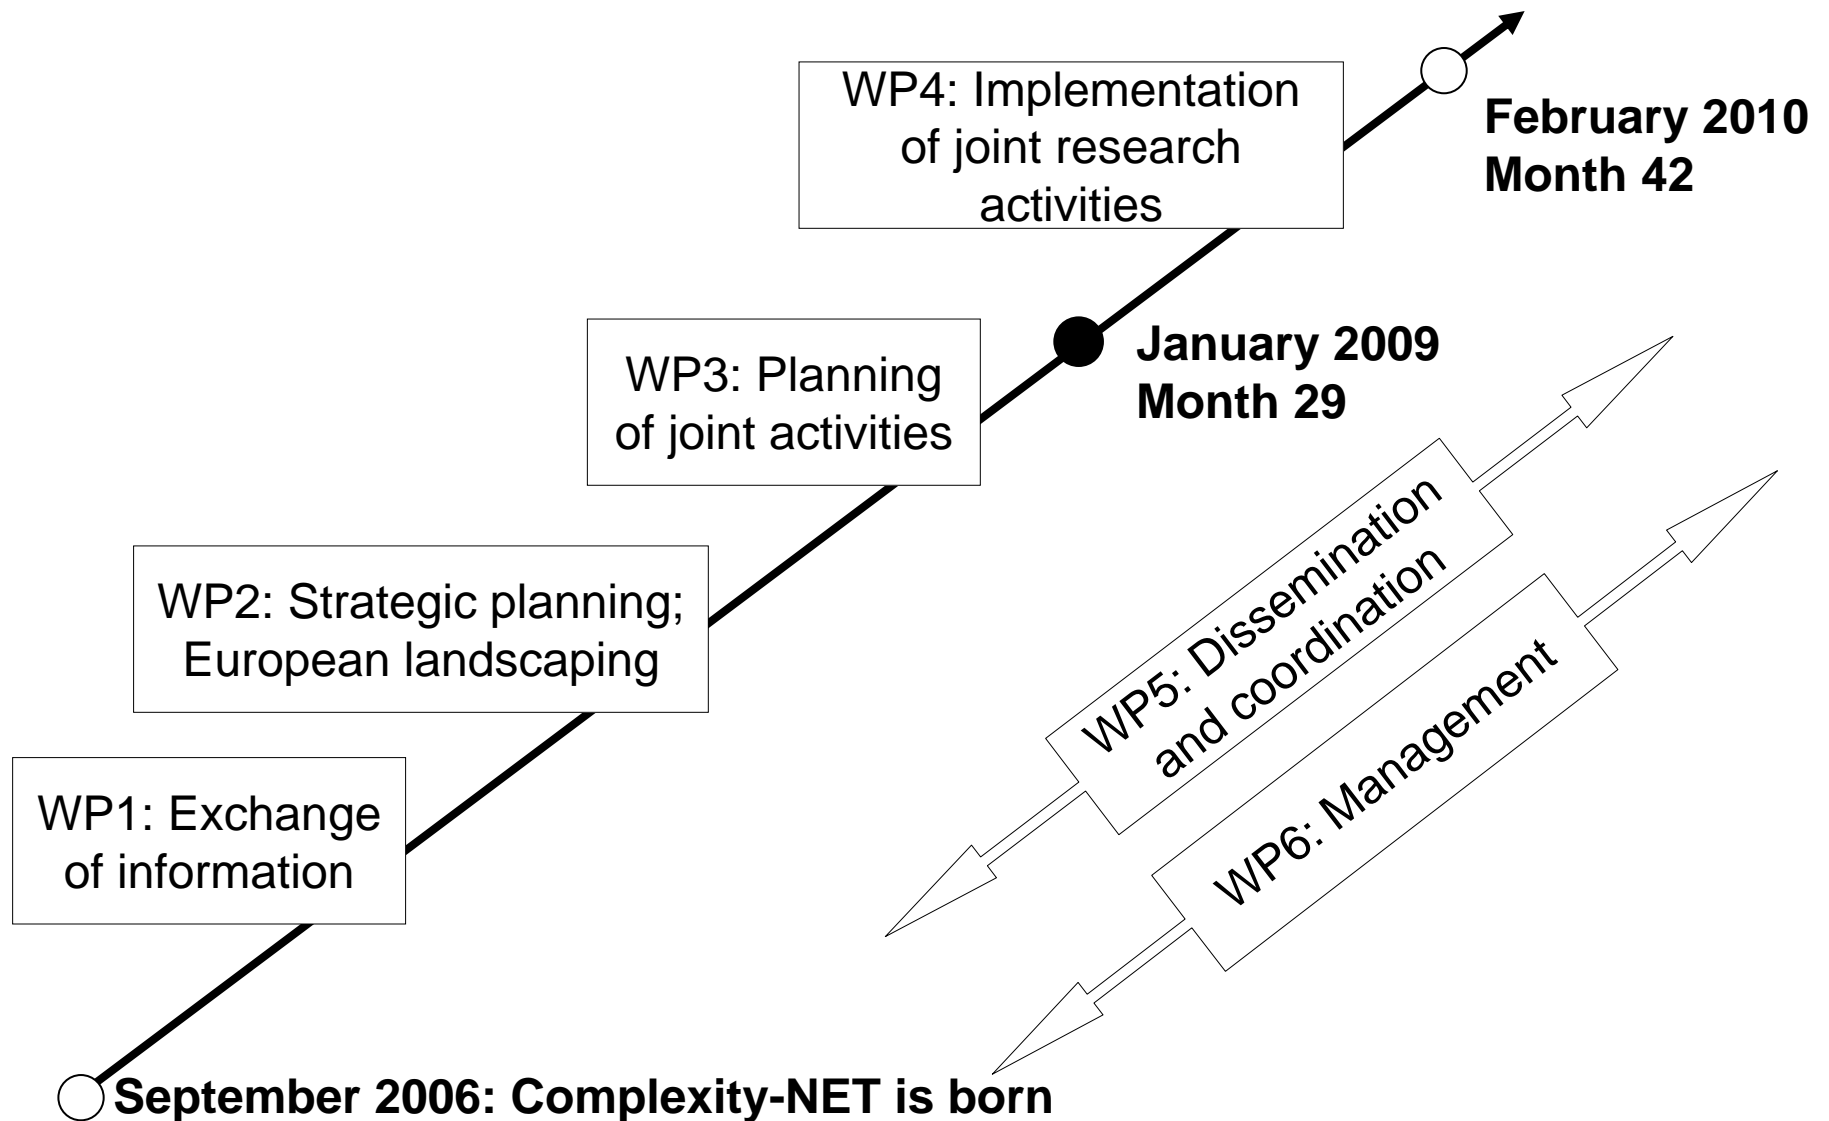 WP4: Implementation
of joint research
activities
February 2010
Month 42
WP3: Planning
of joint activities
January 2009
Month 29
WP2: Strategic planning;
European landscaping
WP5: Dissemination
and coordination
WP6: Management
WP1: Exchange
of information
September 2006: Complexity-NET is born